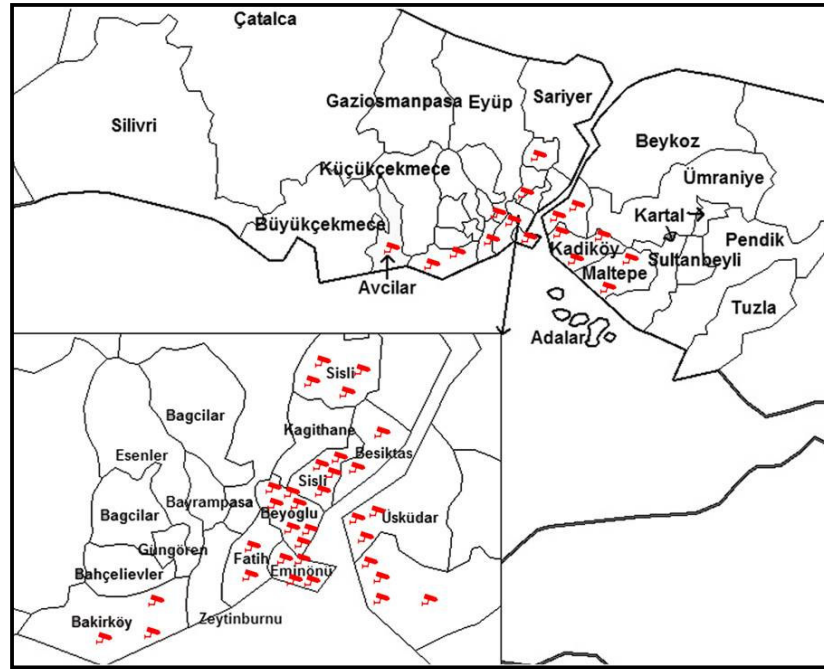 Çatalca
Gaziosmanpasa
Eyüp
Sariyer
Silivri
Beykoz
Küçükçekmece
Ümraniye
Büyükçekmece
Kartal
Kadiköy
Pendik
Sultanbeyli
Maltepe
Avcilar
Tuzla
Adalar
Sisli
Bagcilar
Kagithane
Esenler
Besiktas
Sisli
Bayrampasa
Beyoglu
Bagcilar
Üsküdar
Güngören
Fatih
Bahçelievler
Eminönü
Bakirköy
Zeytinburnu